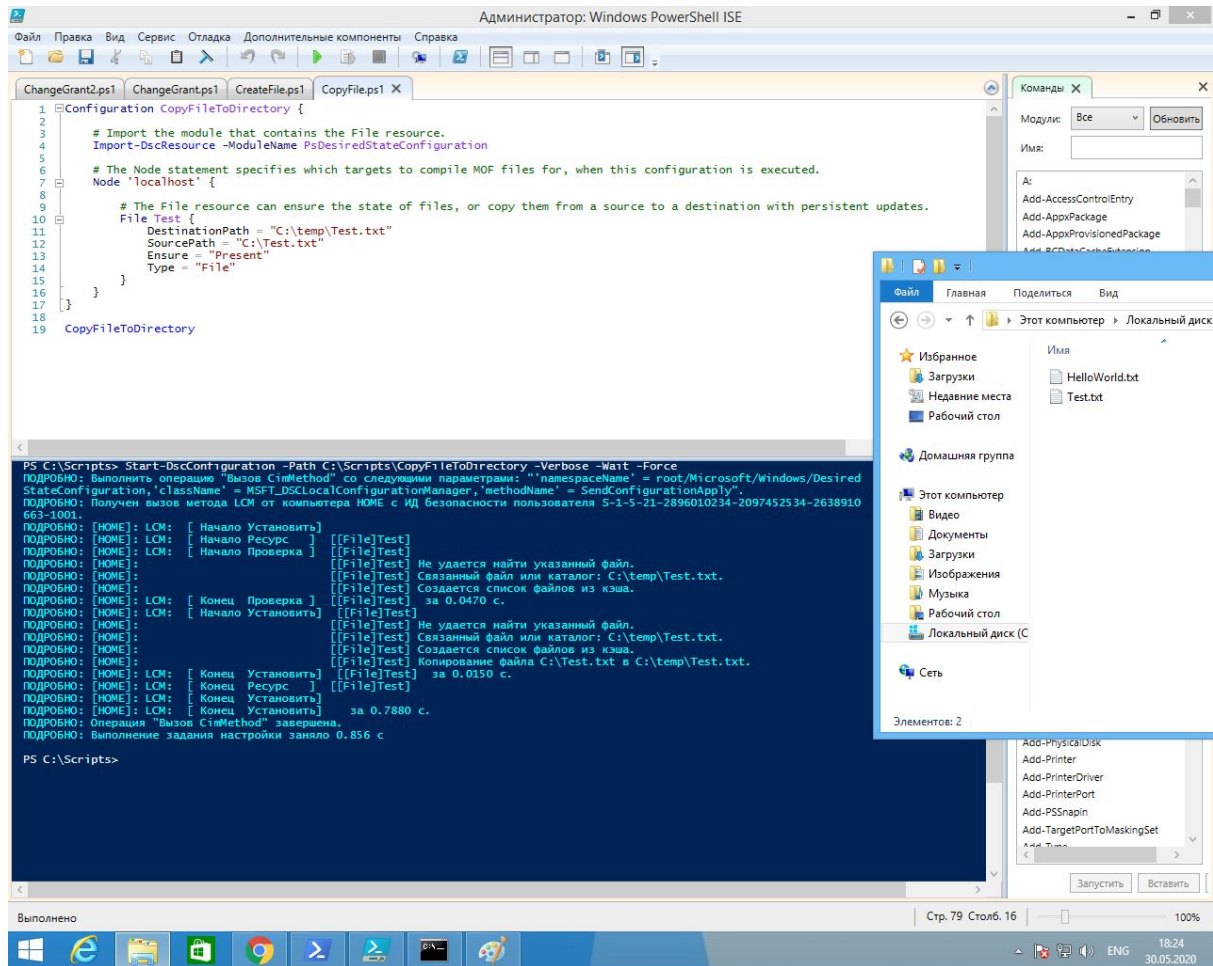 Администратор: Windows PowerShell ISE
Файл Правка Вид Сервис Отладка Дополнительные компоненты Справка
ChangeGrant2.ps1 ChangeGrant.ps1 CreateFile.ps1 CopyFile.ps1 X
1 Configuration CopyFileToDirectory {
2
3 # Import the module that contains the File resource.
4 Import-DscResource -ModuleName PsDesiredStateConfiguration
5
6 # The Node statement specifies which targets to compile MOF files for, when this configuration is executed.
7 Node 'localhost' {
8
9 # The File resource can ensure the state of files, or copy them from a source to a destination with persistent updates.
10 File Test {
11 DestinationPath = "C:\temp\Test.txt"
12 SourcePath = "C:\Test.txt"
13 Ensure = "Present"
14 Type = "File"
15 }
16 }
17 }
18
19 CopyFileToDirectory
PS C:\Scripts> Start-DscConfiguration -Path C:\Scripts\CopyFileToDirectory -Verbose -Wait -Force
ПОДРОБНО: Выполнить операцию "Вызов CimMethod" со следующими параметрами: "'namespaceName' = root/Microsoft/Windows/Desired
StateConfiguration,'className' = MSFT_DSCLocalConfigurationManager,'methodName' = SendConfigurationApply".
ПОДРОБНО: Получен вызов метода LCM от компьютера HOME с ИД безопасности пользователя S-1-5-21-2896010234-2097452534-2638910
663-1001.
ПОДРОБНО: [HOME]: LCM: [ Начало Установить]
ПОДРОБНО: [HOME]: LCM: [ Начало Ресурс ] [[File]Test]
ПОДРОБНО: [HOME]: LCM: [ Начало Проверка ] [[File]Test]
ПОДРОБНО: [HOME]: [[File]Test] Не удается найти указанный файл.
ПОДРОБНО: [HOME]: [[File]Test] Связанный файл или каталог: C:\temp\Test.txt.
ПОДРОБНО: [HOME]: [[File]Test] Создается список файлов из кэша.
ПОДРОБНО: [HOME]: LCM: [ Конец Проверка ] [[File]Test] за 0.0470 с.
ПОДРОБНО: [HOME]: LCM: [ Начало Установить] [[File]Test]
ПОДРОБНО: [HOME]: [[File]Test] Не удается найти указанный файл.
ПОДРОБНО: [HOME]: [[File]Test] Связанный файл или каталог: C:\temp\Test.txt.
ПОДРОБНО: [HOME]: [[File]Test] Создается список файлов из кэша.
ПОДРОБНО: [HOME]: [[File]Test] Копирование файла C:\Test.txt в C:\temp\Test.txt.
ПОДРОБНО: [HOME]: LCM: [ Конец Установить] [[File]Test] за 0.0150 с.
ПОДРОБНО: [HOME]: LCM: [ Конец Ресурс ] [[File]Test]
ПОДРОБНО: [HOME]: LCM: [ Конец Установить]
ПОДРОБНО: [HOME]: LCM: [ Конец Установить] за 0.7880 с.
ПОДРОБНО: Операция "Вызов CimMethod" завершена.
ПОДРОБНО: Выполнение задания настройки заняло 0.856 с
PS C:\Scripts>
Команды X
Модули: Все Обновить
Имя:
A:
Add-AccessControlEntry
Add-AppxPackage
Add-AppxProvisionedPackage
Add-BCDataCacheExtension
Файл Главная Поделиться Вид
Этот компьютер Локальный диск
Избранное
Загрузки
Недавние места
Рабочий стол
Домашняя группа
Этот компьютер
Видео
Документы
Загрузки
Изображения
Музыка
Рабочий стол
Локальный диск (C
Сеть
Имя
HelloWorld.txt
Test.txt
Элементов: 2
Add-PhysicalDisk
Add-Printer
Add-PrinterDriver
Add-PrinterPort
Add-PSSnapin
Add-TargetPortToMaskingSet
Add-Type
Запустить Вставить
Выполнено Стр. 79 Столб. 16 100%
C:\
ENG 18:24
30.05.2020